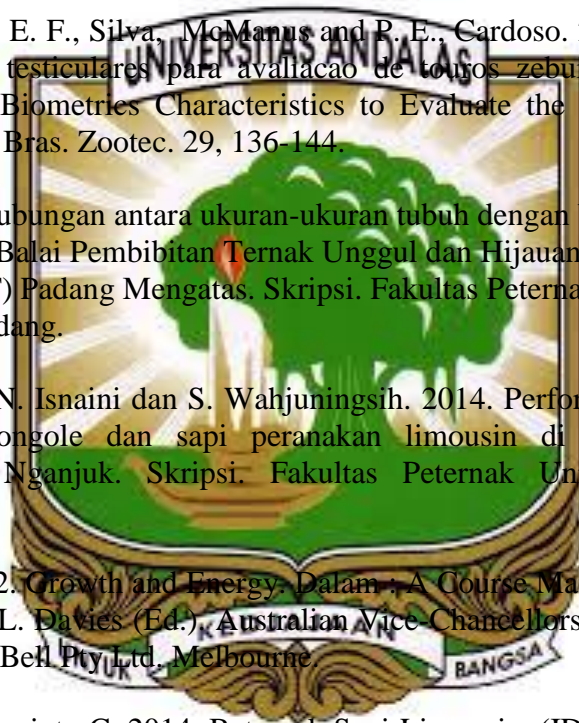 E. F., Silva, McManus and P. E., Cardoso.
UNIVERSITAS ANDALAS
testiculares para avaliacao de touros zebu
Biometrics Characteristics to Evaluate the
Bras. Zootec. 29, 136-144.
ubungan antara ukuran-ukuran tubuh dengan
Balai Pembibitan Ternak Unggul dan Hijauan
) Padang Mengatas. Skripsi. Fakultas Peterna
dang.
N. Isnaini dan S. Wahjuningsih. 2014. Perfor
ongole dan sapi peranakan limousin di
Nganjuk. Skripsi. Fakultas Peternak Un
2. Growth and Energy. Dalam : A Course Ma
L. Davies (Ed.). Australian Vice-Chancellors
UNTUK KEDJAJAAN BANGSA
Bell Pty Ltd, Melbourne.